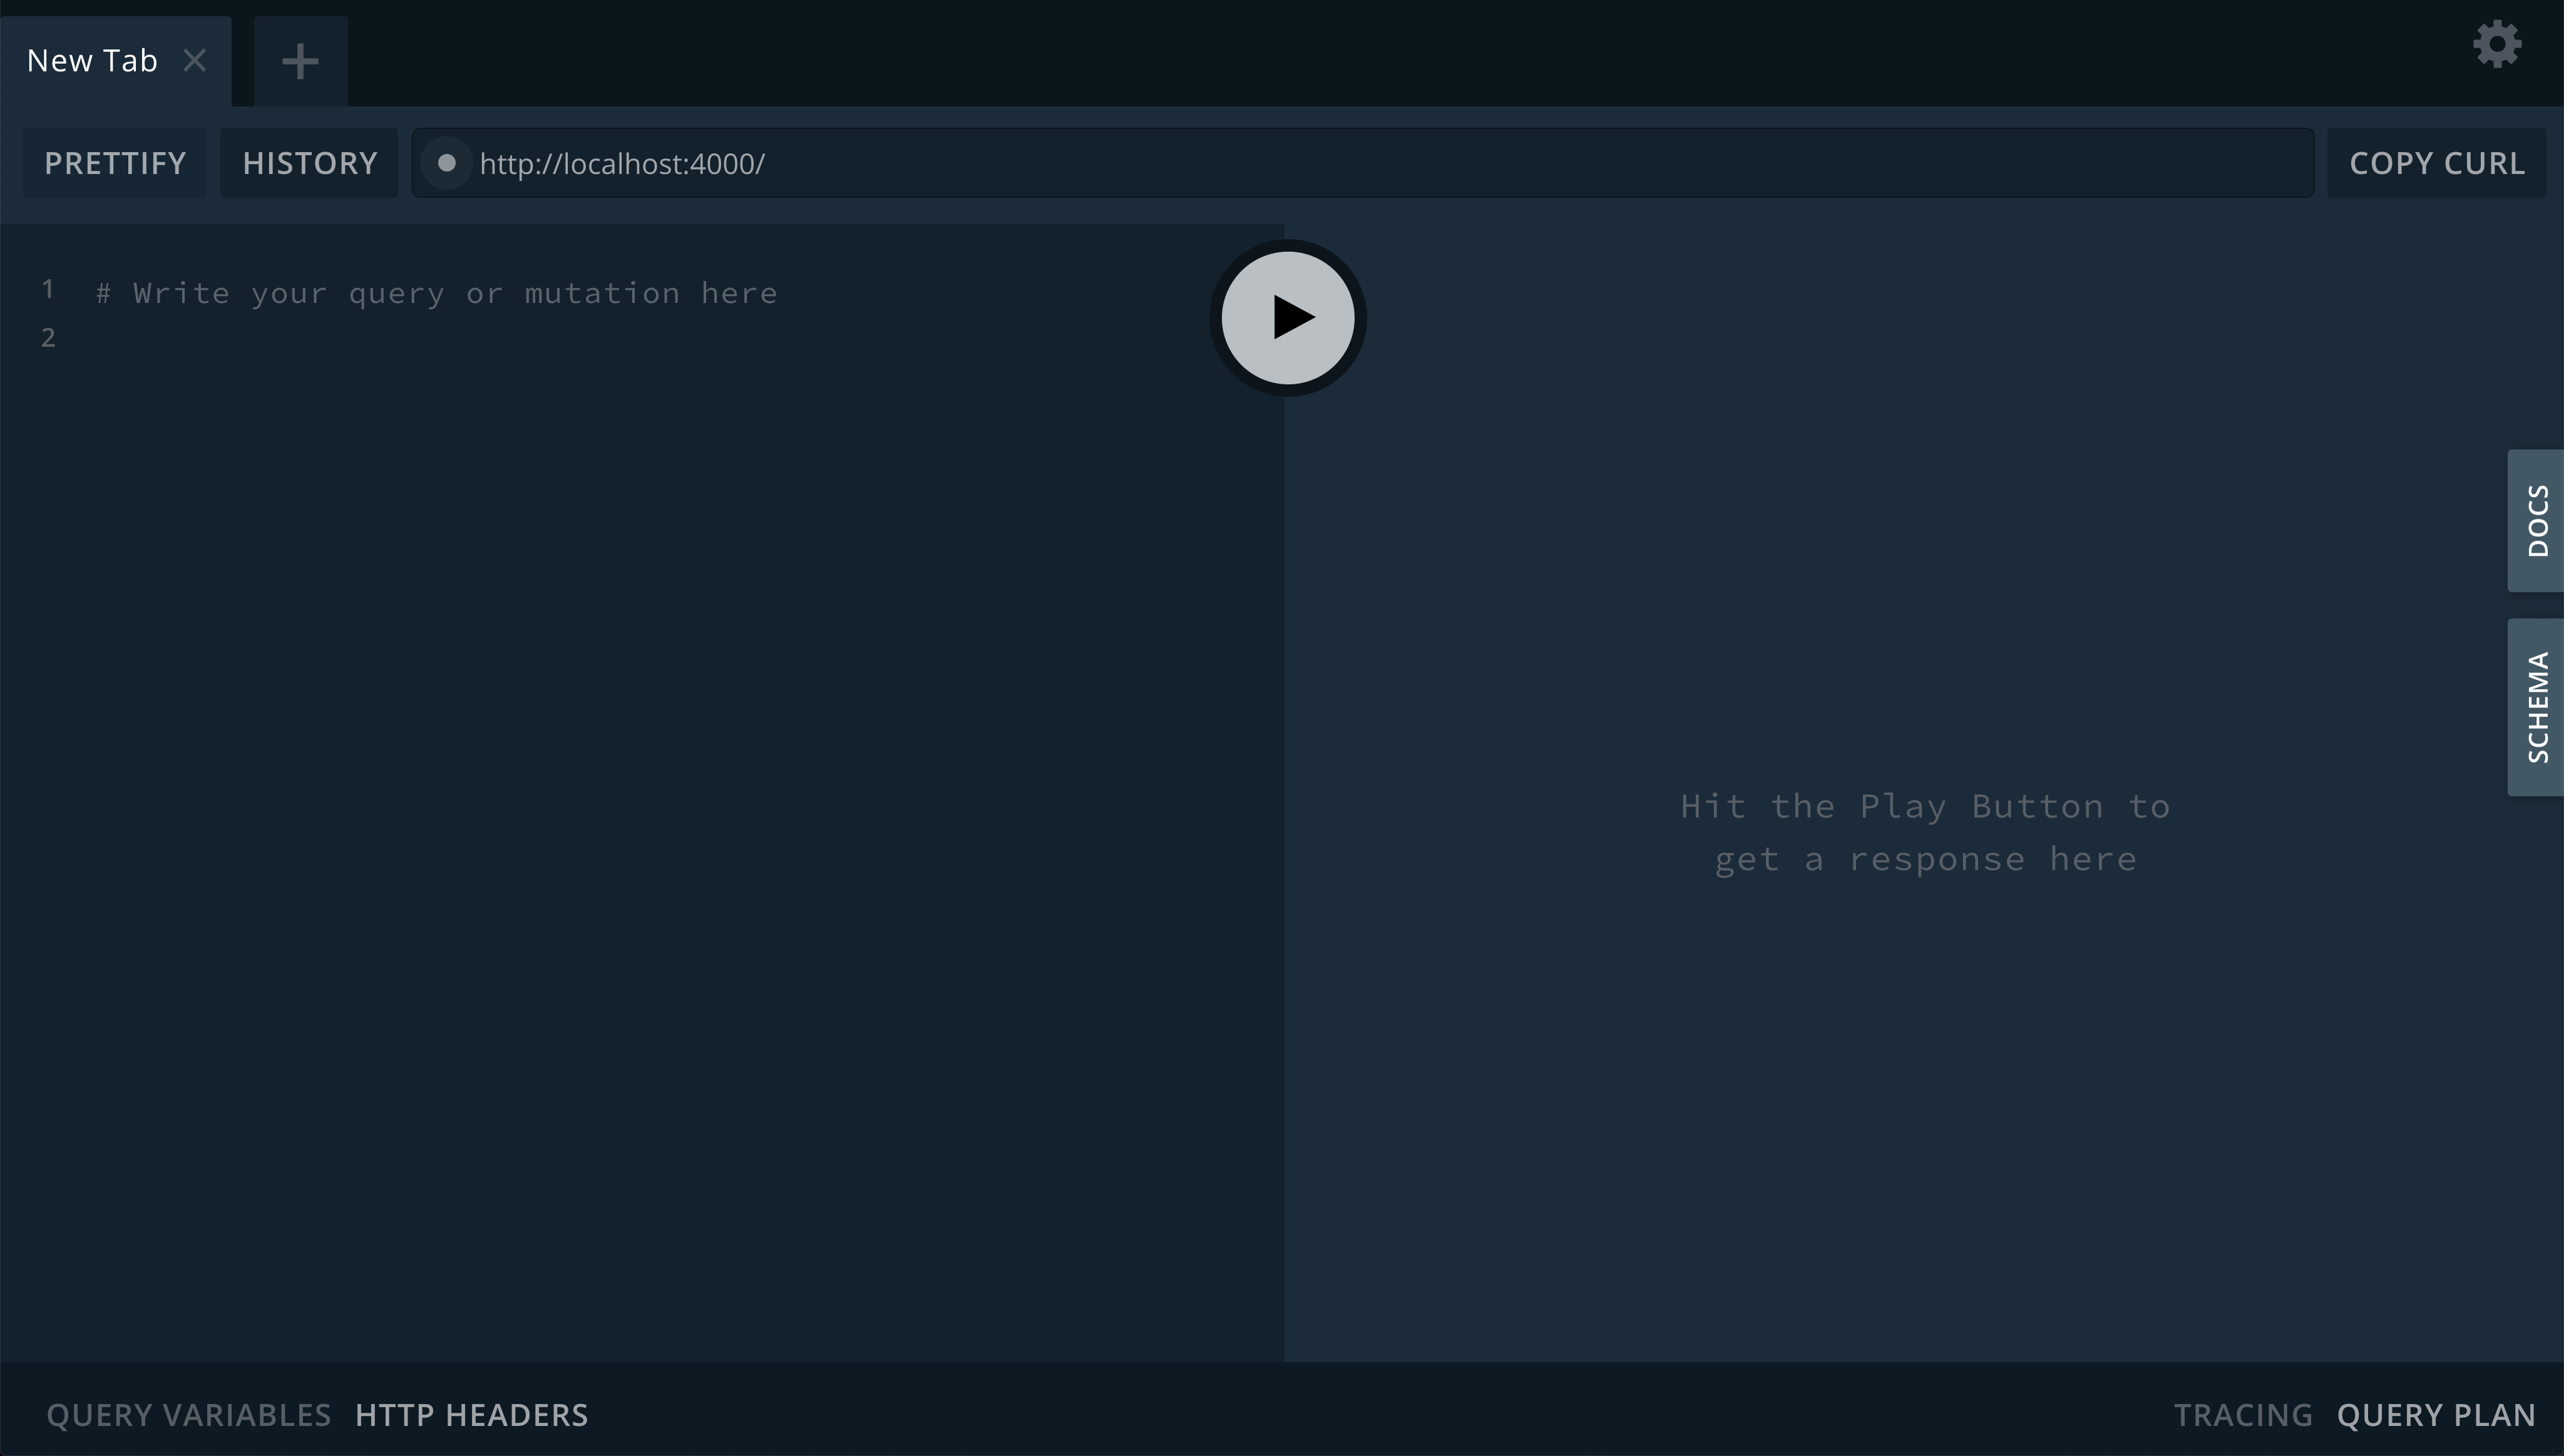 New Tab
PRETTIFY HISTORY http://localhost:4000/ COPY CURL
1 # Write your query or mutation here
2
DOCS
SCHEMA
Hit the Play Button to
get a response here
QUERY VARIABLES HTTP HEADERS TRACING QUERY PLAN